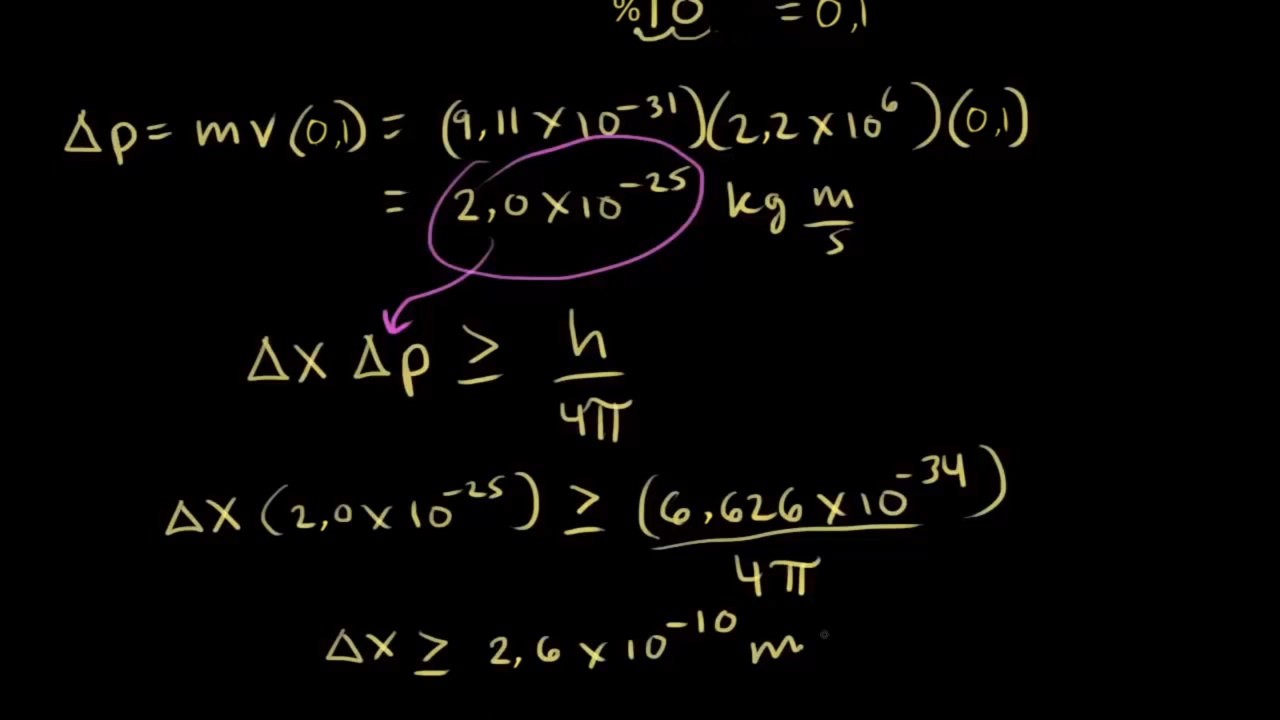 %10 = 0,1
Δp = mv(0,1) = (9,11 × 10⁻³¹)(2,2 × 10⁶)(0,1)
= 2,0 × 10⁻²⁵ kg m/s
Δx Δp ≥ h/4π
Δx (2,0 × 10⁻²⁵) ≥ (6,626 × 10⁻³⁴)/4π
Δx ≥ 2,6 × 10⁻¹⁰ m